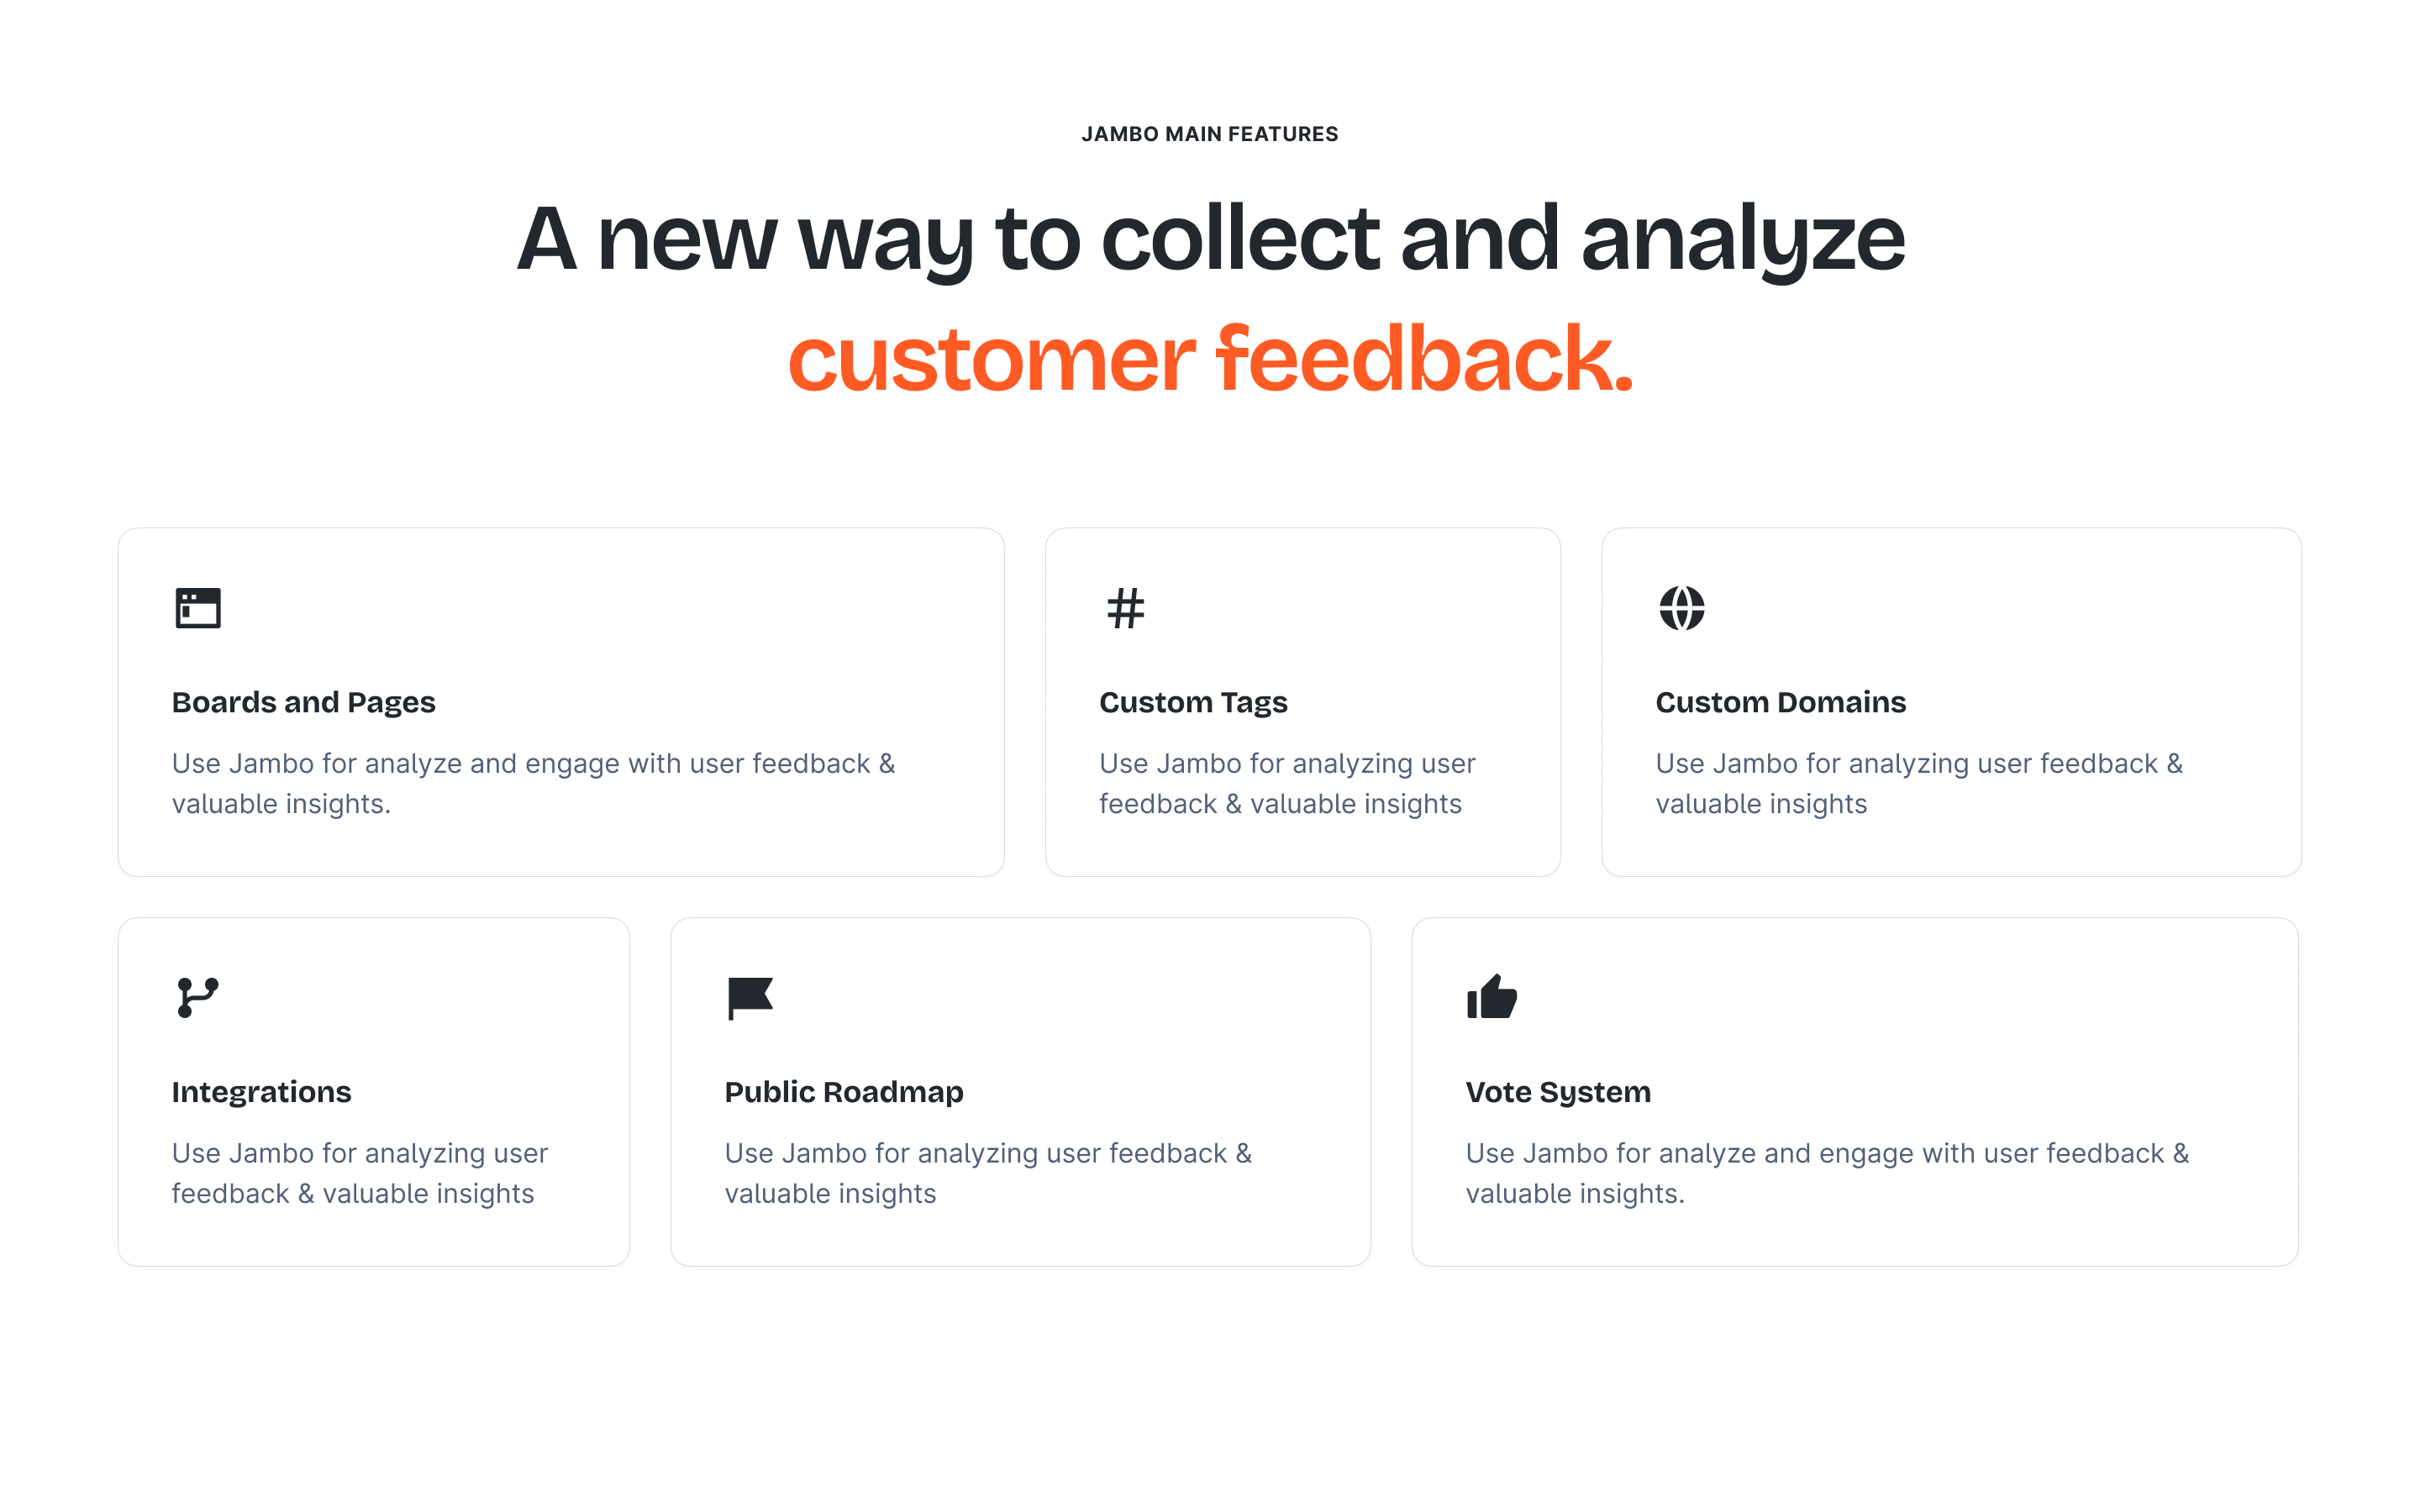 JAMBO MAIN FEATURES
A new way to collect and analyze
customer feedback.
Boards and Pages
Use Jambo for analyze and engage with user feedback &
valuable insights.
Custom Tags
Use Jambo for analyzing user
feedback & valuable insights
Custom Domains
Use Jambo for analyzing user feedback &
valuable insights
Integrations
Use Jambo for analyzing user
feedback & valuable insights
Public Roadmap
Use Jambo for analyzing user feedback &
valuable insights
Vote System
Use Jambo for analyze and engage with user feedback &
valuable insights.